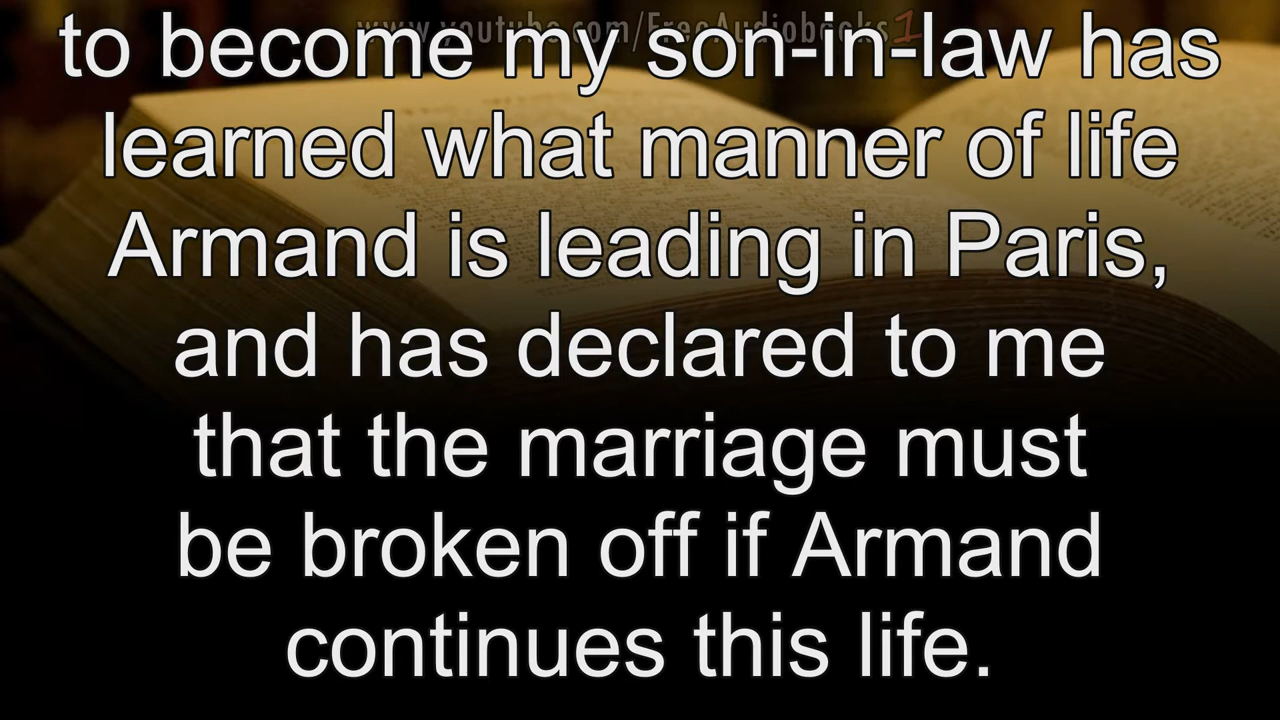 www.youtube.com/FreeAudiobooks1
to become my son-in-law has
learned what manner of life
Armand is leading in Paris,
and has declared to me
that the marriage must
be broken off if Armand
continues this life.